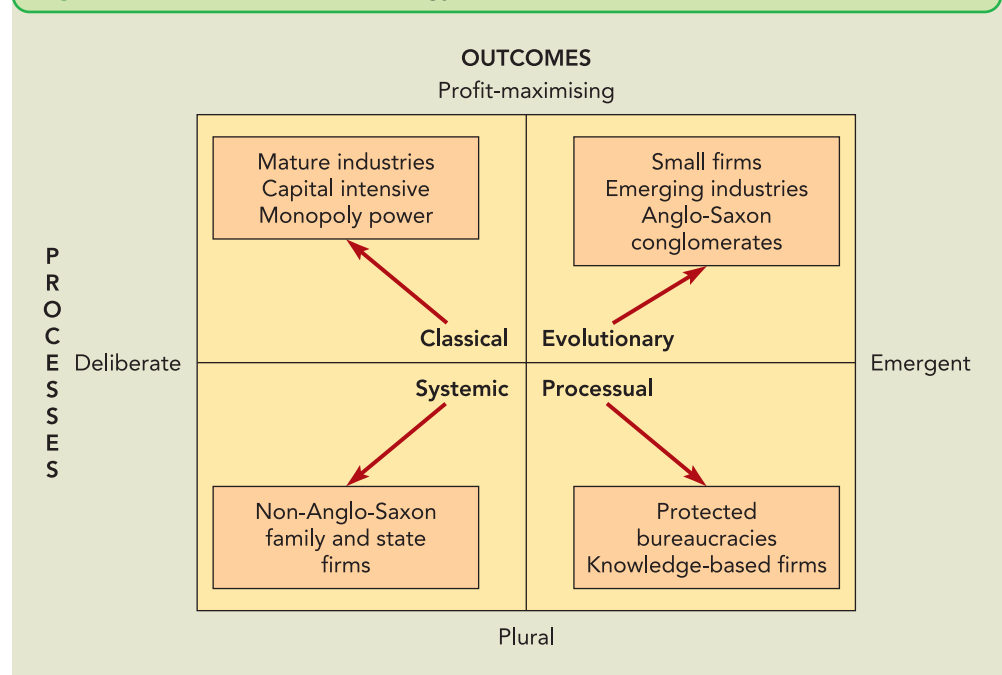 OUTCOMES
Profit-maximising
Mature industries
Capital intensive
Monopoly power
Small firms
Emerging industries
Anglo-Saxon
conglomerates
Classical
Evolutionary
PROCESSES
Deliberate
Emergent
Systemic
Processual
Non-Anglo-Saxon
family and state
firms
Protected
bureaucracies
Knowledge-based firms
Plural